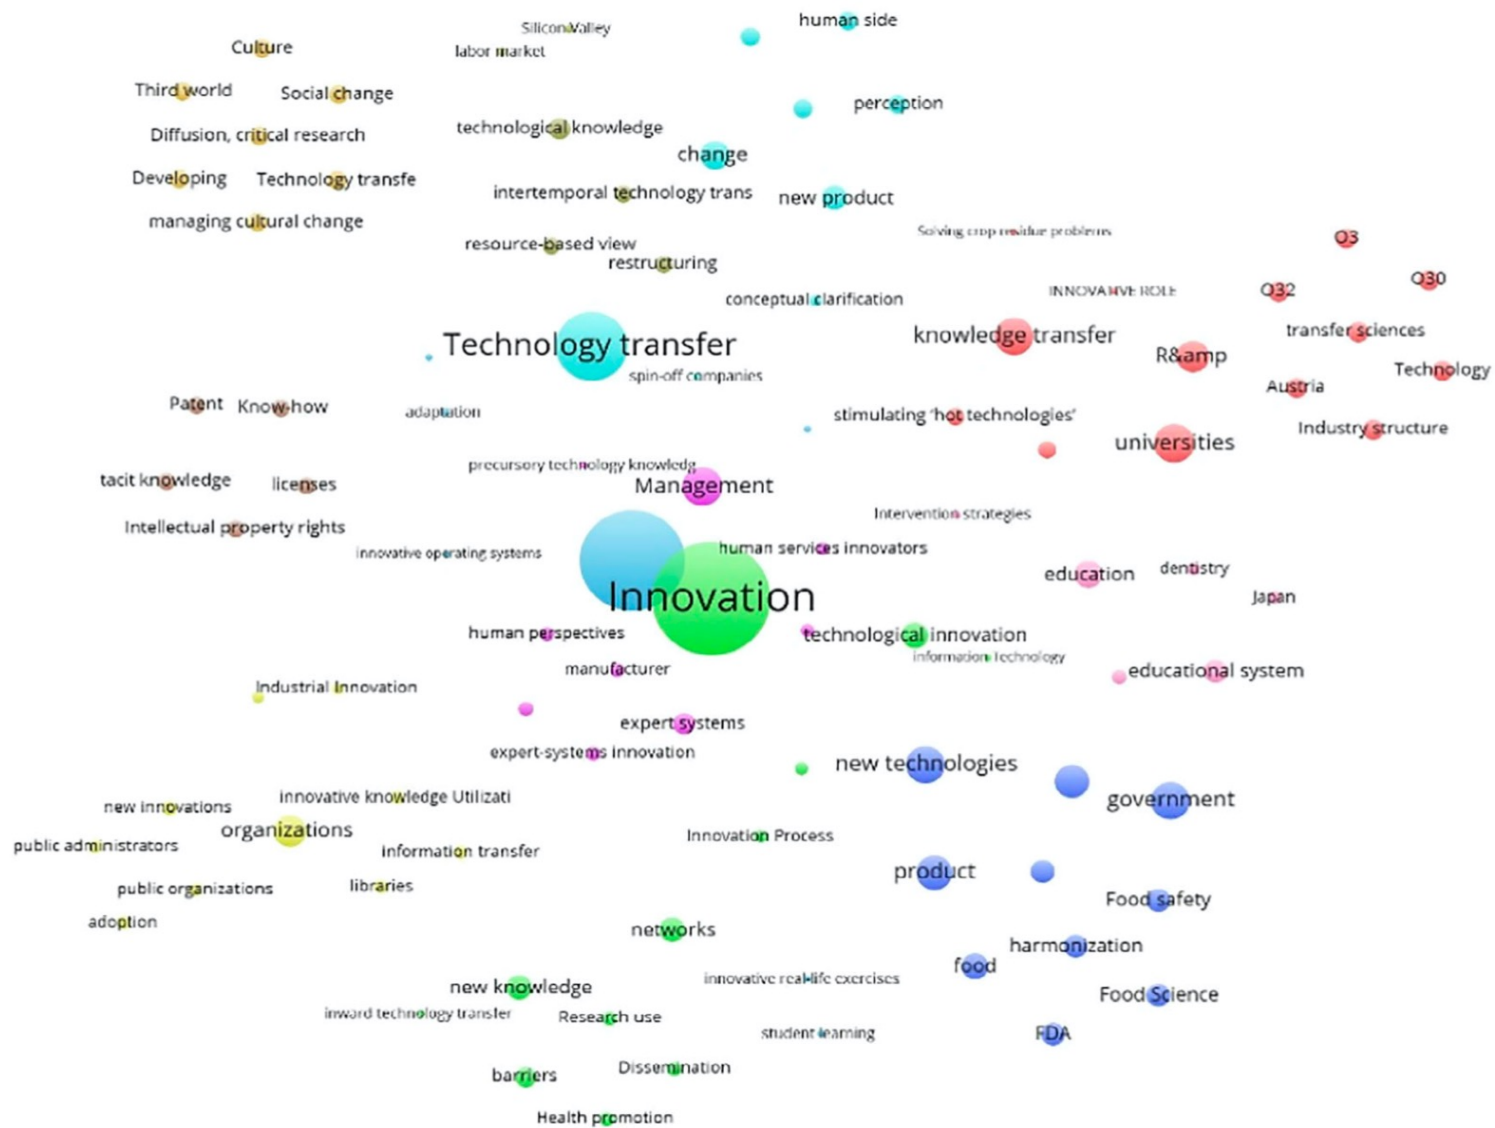 Silicon Valley
human side
Culture
labor market
Third world
Social change
perception
technological knowledge
Diffusion, critical research
change
Developing
Technology transfe
intertemporal technology trans
new product
managing cultural change
Solving crop residue problems
O3
resource-based view
restructuring
O30
INNOVATIVE ROLE
O32
conceptual clarification
transfer sciences
knowledge transfer
Technology transfer
R&amp
Technology
spin-off companies
Austria
Patent
Know-how
adaptation
stimulating 'hot technologies'
Industry structure
universities
precursory technology knowledg
tacit knowledge
licenses
Management
Intervention strategies
Intellectual property rights
innovative operating systems
human services innovators
education
dentistry
Innovation
Japan
human perspectives
technological innovation
information Technology
manufacturer
educational system
Industrial Innovation
expert systems
expert-systems innovation
new technologies
innovative knowledge Utilizati
government
new innovations
organizations
Innovation Process
public administrators
information transfer
product
public organizations
libraries
Food safety
adoption
networks
harmonization
food
innovative real-life exercises
new knowledge
Food Science
inward technology transfer
Research use
student learning
FDA
Dissemination
barriers
Health promotion